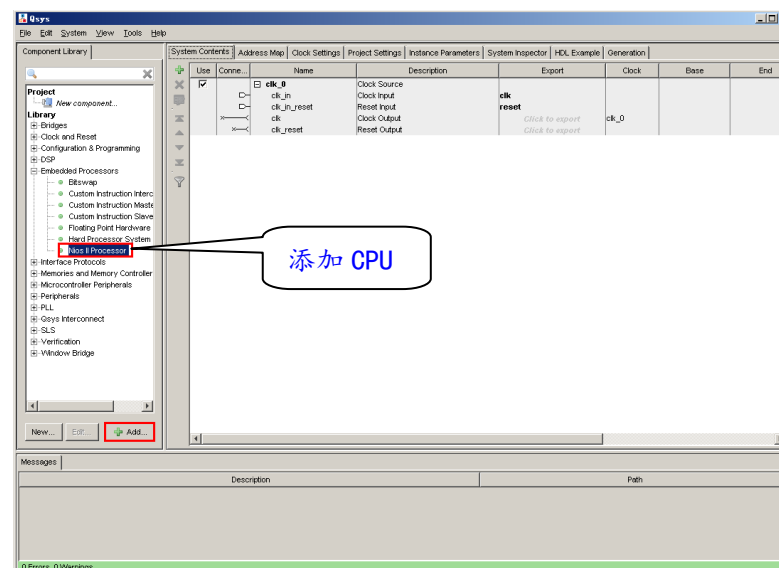 Qsys
File Edit System View Tools Help
Component Library
System Contents Address Map Clock Settings Project Settings Instance Parameters System Inspector HDL Example Generation
Use Conne... Name Description Export Clock Base End
clk_0 Clock Source
clk_in Clock Input clk
clk_in_reset Reset Input reset
clk Clock Output Click to export clk_0
clk_reset Reset Output Click to export
Project
New component...
Library
Bridges
Clock and Reset
Configuration & Programming
DSP
Embedded Processors
Bitswap
Custom Instruction Interc
Custom Instruction Maste
Custom Instruction Slave
Floating Point Hardware
Hard Processor System
Nios II Processor
Interface Protocols
Memories and Memory Controller
Microcontroller Peripherals
Peripherals
PLL
Qsys Interconnect
SLS
Verification
Window Bridge
添加 CPU
New... Edit... Add...
Messages
Description Path
0 Errors, 0 Warnings